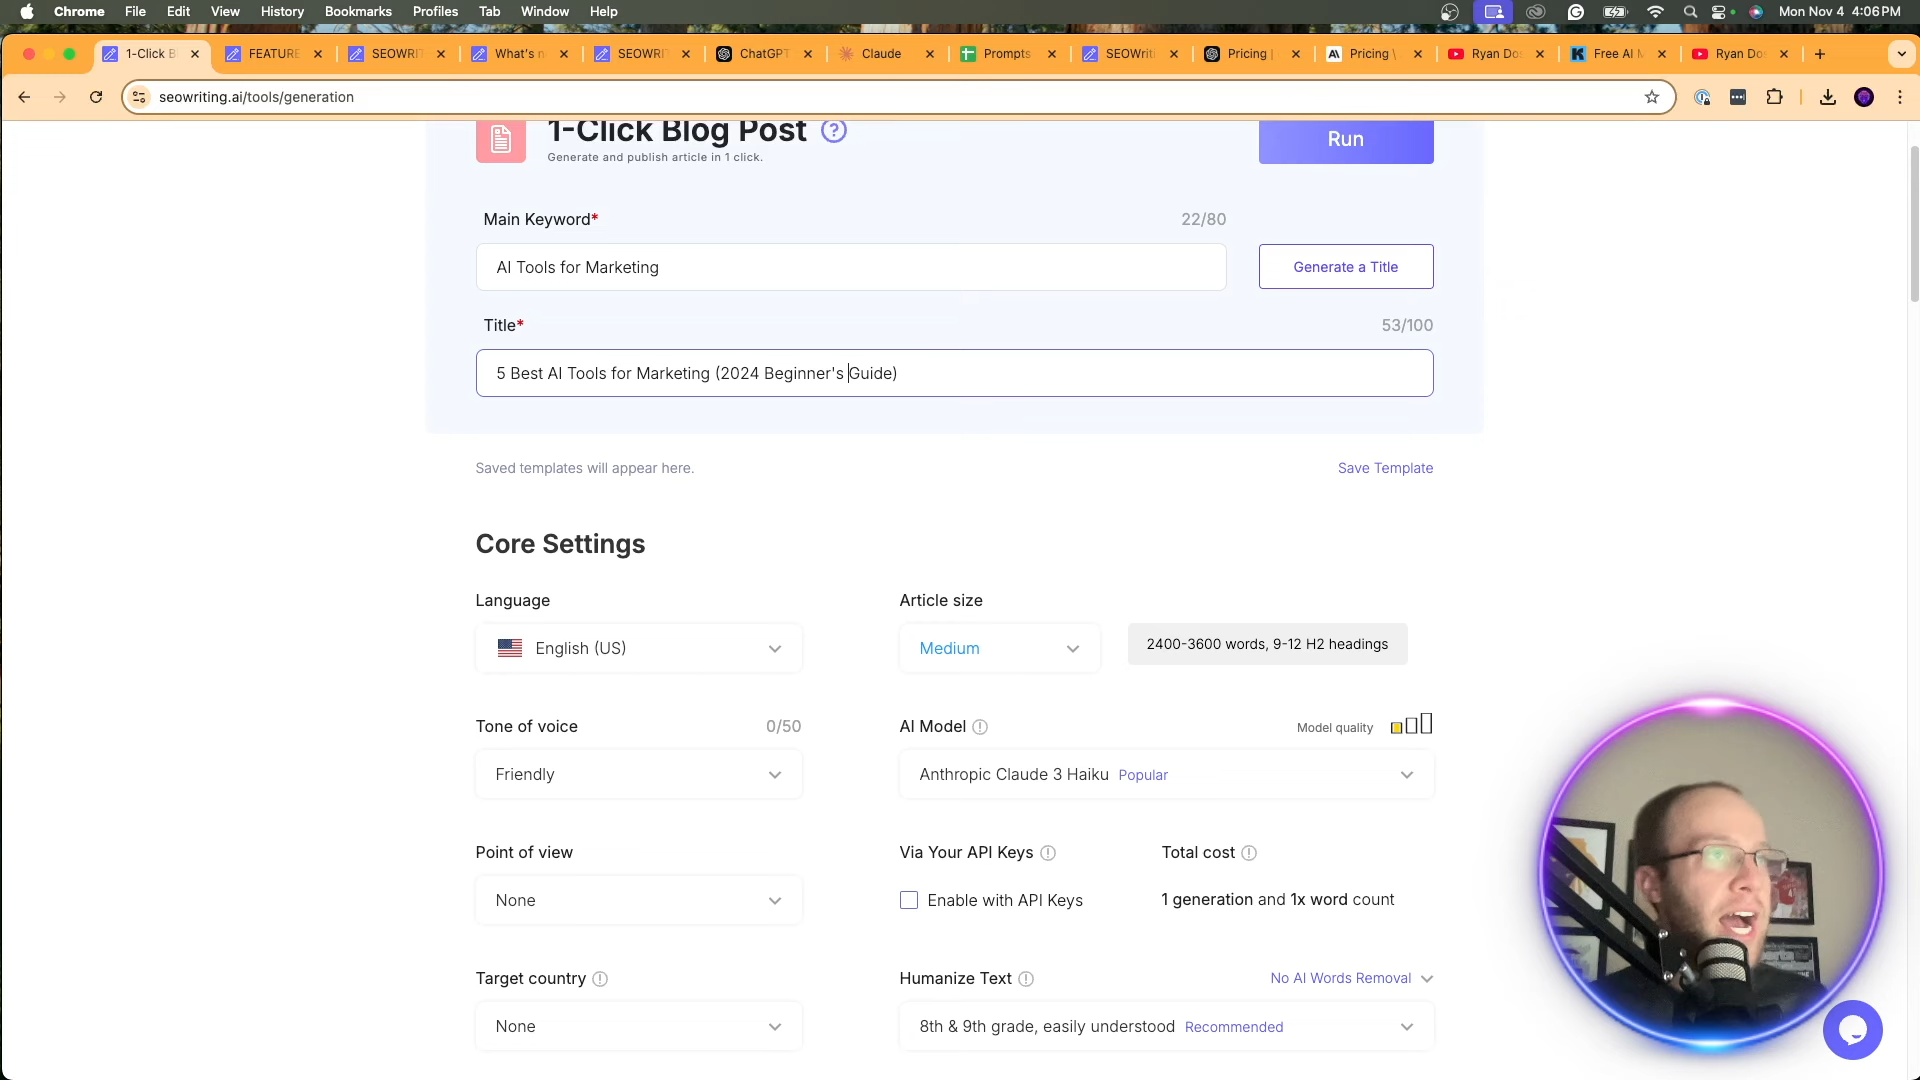 Chrome File Edit View History Bookmarks Profiles Tab Window Help Mon Nov 4 4:06 PM
1-Click B FEATURE SEOWRIT What's n SEOWRIT ChatGPT Claude Prompts SEOWriti Pricing | Pricing \ Ryan Dos Free AI M Ryan Dos
seowriting.ai/tools/generation
1-Click Blog Post ?
Run
Generate and publish article in 1 click.
Main Keyword* 22/80
AI Tools for Marketing
Generate a Title
Title* 53/100
5 Best AI Tools for Marketing (2024 Beginner's Guide)
Saved templates will appear here. Save Template
Core Settings
Language Article size
English (US) Medium 2400-3600 words, 9-12 H2 headings
Tone of voice 0/50 AI Model Model quality
Friendly Anthropic Claude 3 Haiku Popular
Point of view Via Your API Keys Total cost
None Enable with API Keys 1 generation and 1x word count
Target country Humanize Text No AI Words Removal
None 8th & 9th grade, easily understood Recommended